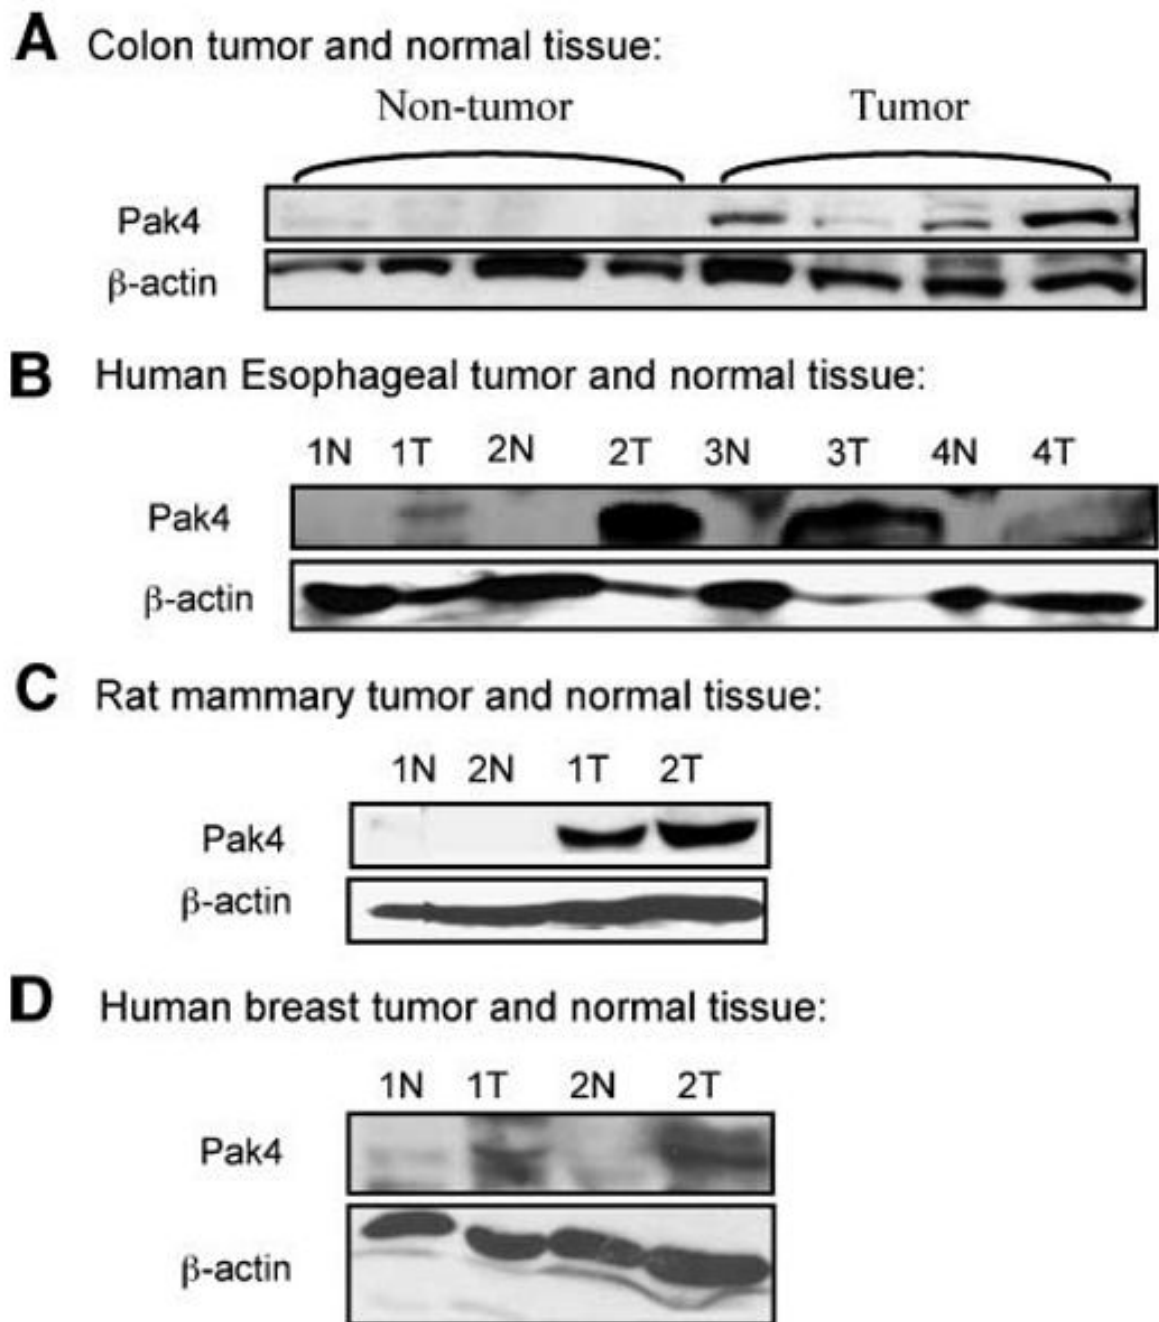 A Colon tumor and normal tissue:
Non-tumor Tumor
Pak4
β-actin
B Human Esophageal tumor and normal tissue:
1N 1T 2N 2T 3N 3T 4N 4T
Pak4
β-actin
C Rat mammary tumor and normal tissue:
1N 2N 1T 2T
Pak4
β-actin
D Human breast tumor and normal tissue:
1N 1T 2N 2T
Pak4
β-actin